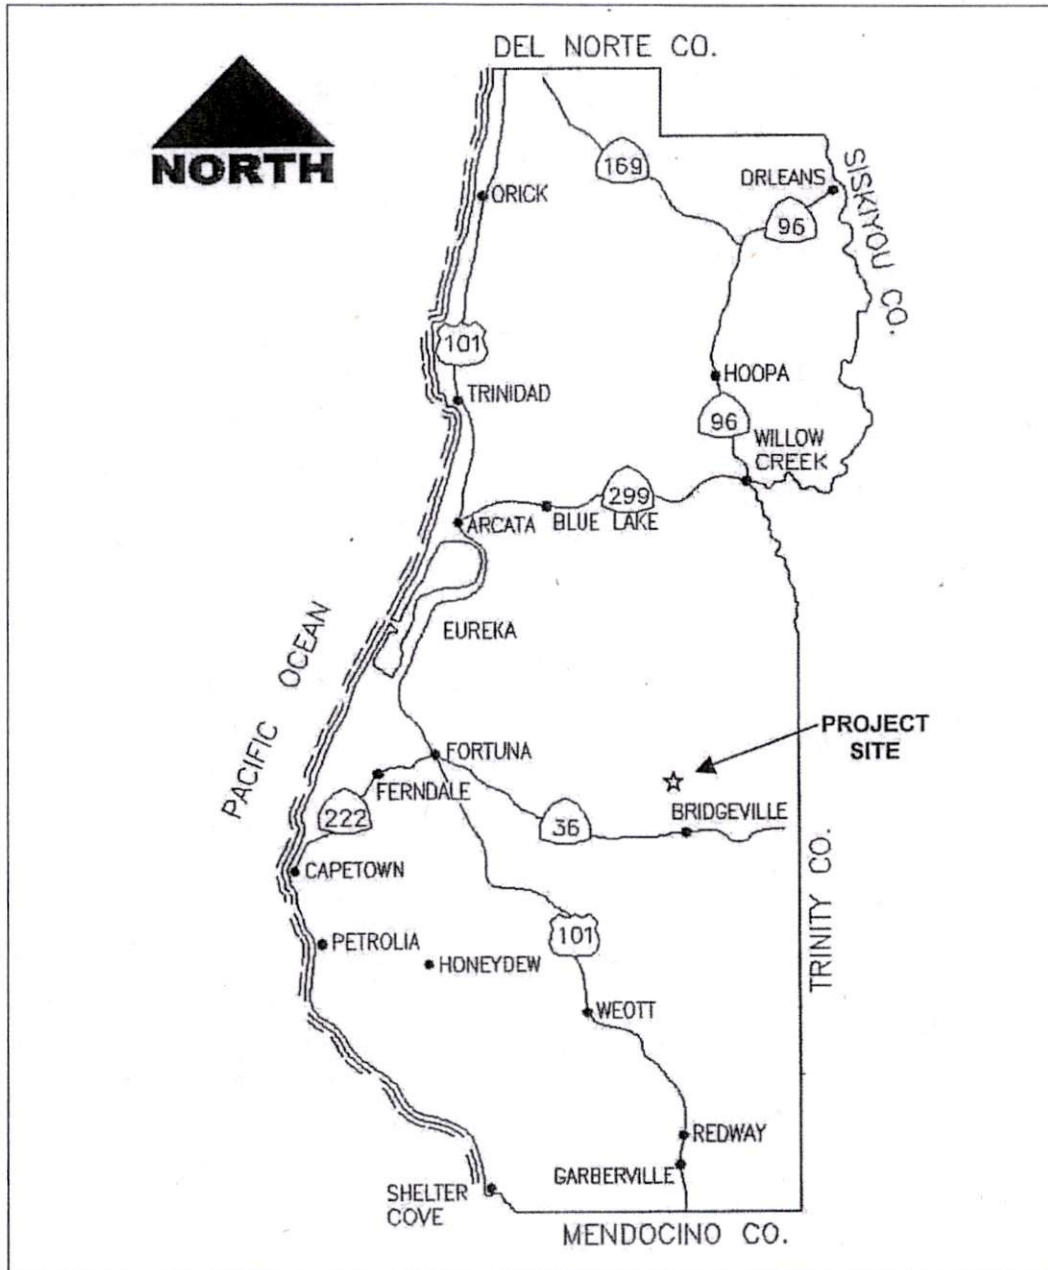 DEL NORTE CO.
NORTH
169
DRLEANS
ORICK
96
SISKIYOU CO.
101
HOOPA
TRINIDAD
96
WILLOW
CREEK
299
ARCATA
BLUE LAKE
EUREKA
PACIFIC OCEAN
PROJECT
SITE
FORTUNA
FERNDALE
BRIDGEVILLE
222
36
CAPETOWN
TRINITY CO.
PETROLIA
101
HONEYDEW
WEOTT
REDWAY
GARBERVILLE
SHELTER
COVE
MENDOCINO CO.